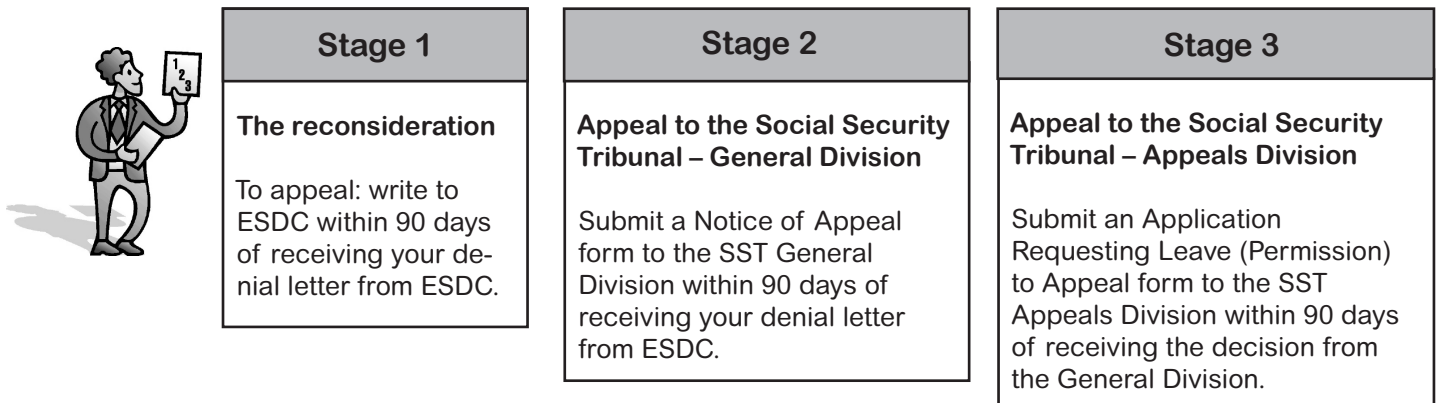 1
2
3
Stage 1
The reconsideration
To appeal: write to
ESDC within 90 days
of receiving your de-
nial letter from ESDC.
Stage 2
Appeal to the Social Security
Tribunal – General Division
Submit a Notice of Appeal
form to the SST General
Division within 90 days of
receiving your denial letter
from ESDC.
Stage 3
Appeal to the Social Security
Tribunal – Appeals Division
Submit an Application
Requesting Leave (Permission)
to Appeal form to the SST
Appeals Division within 90 days
of receiving the decision from
the General Division.